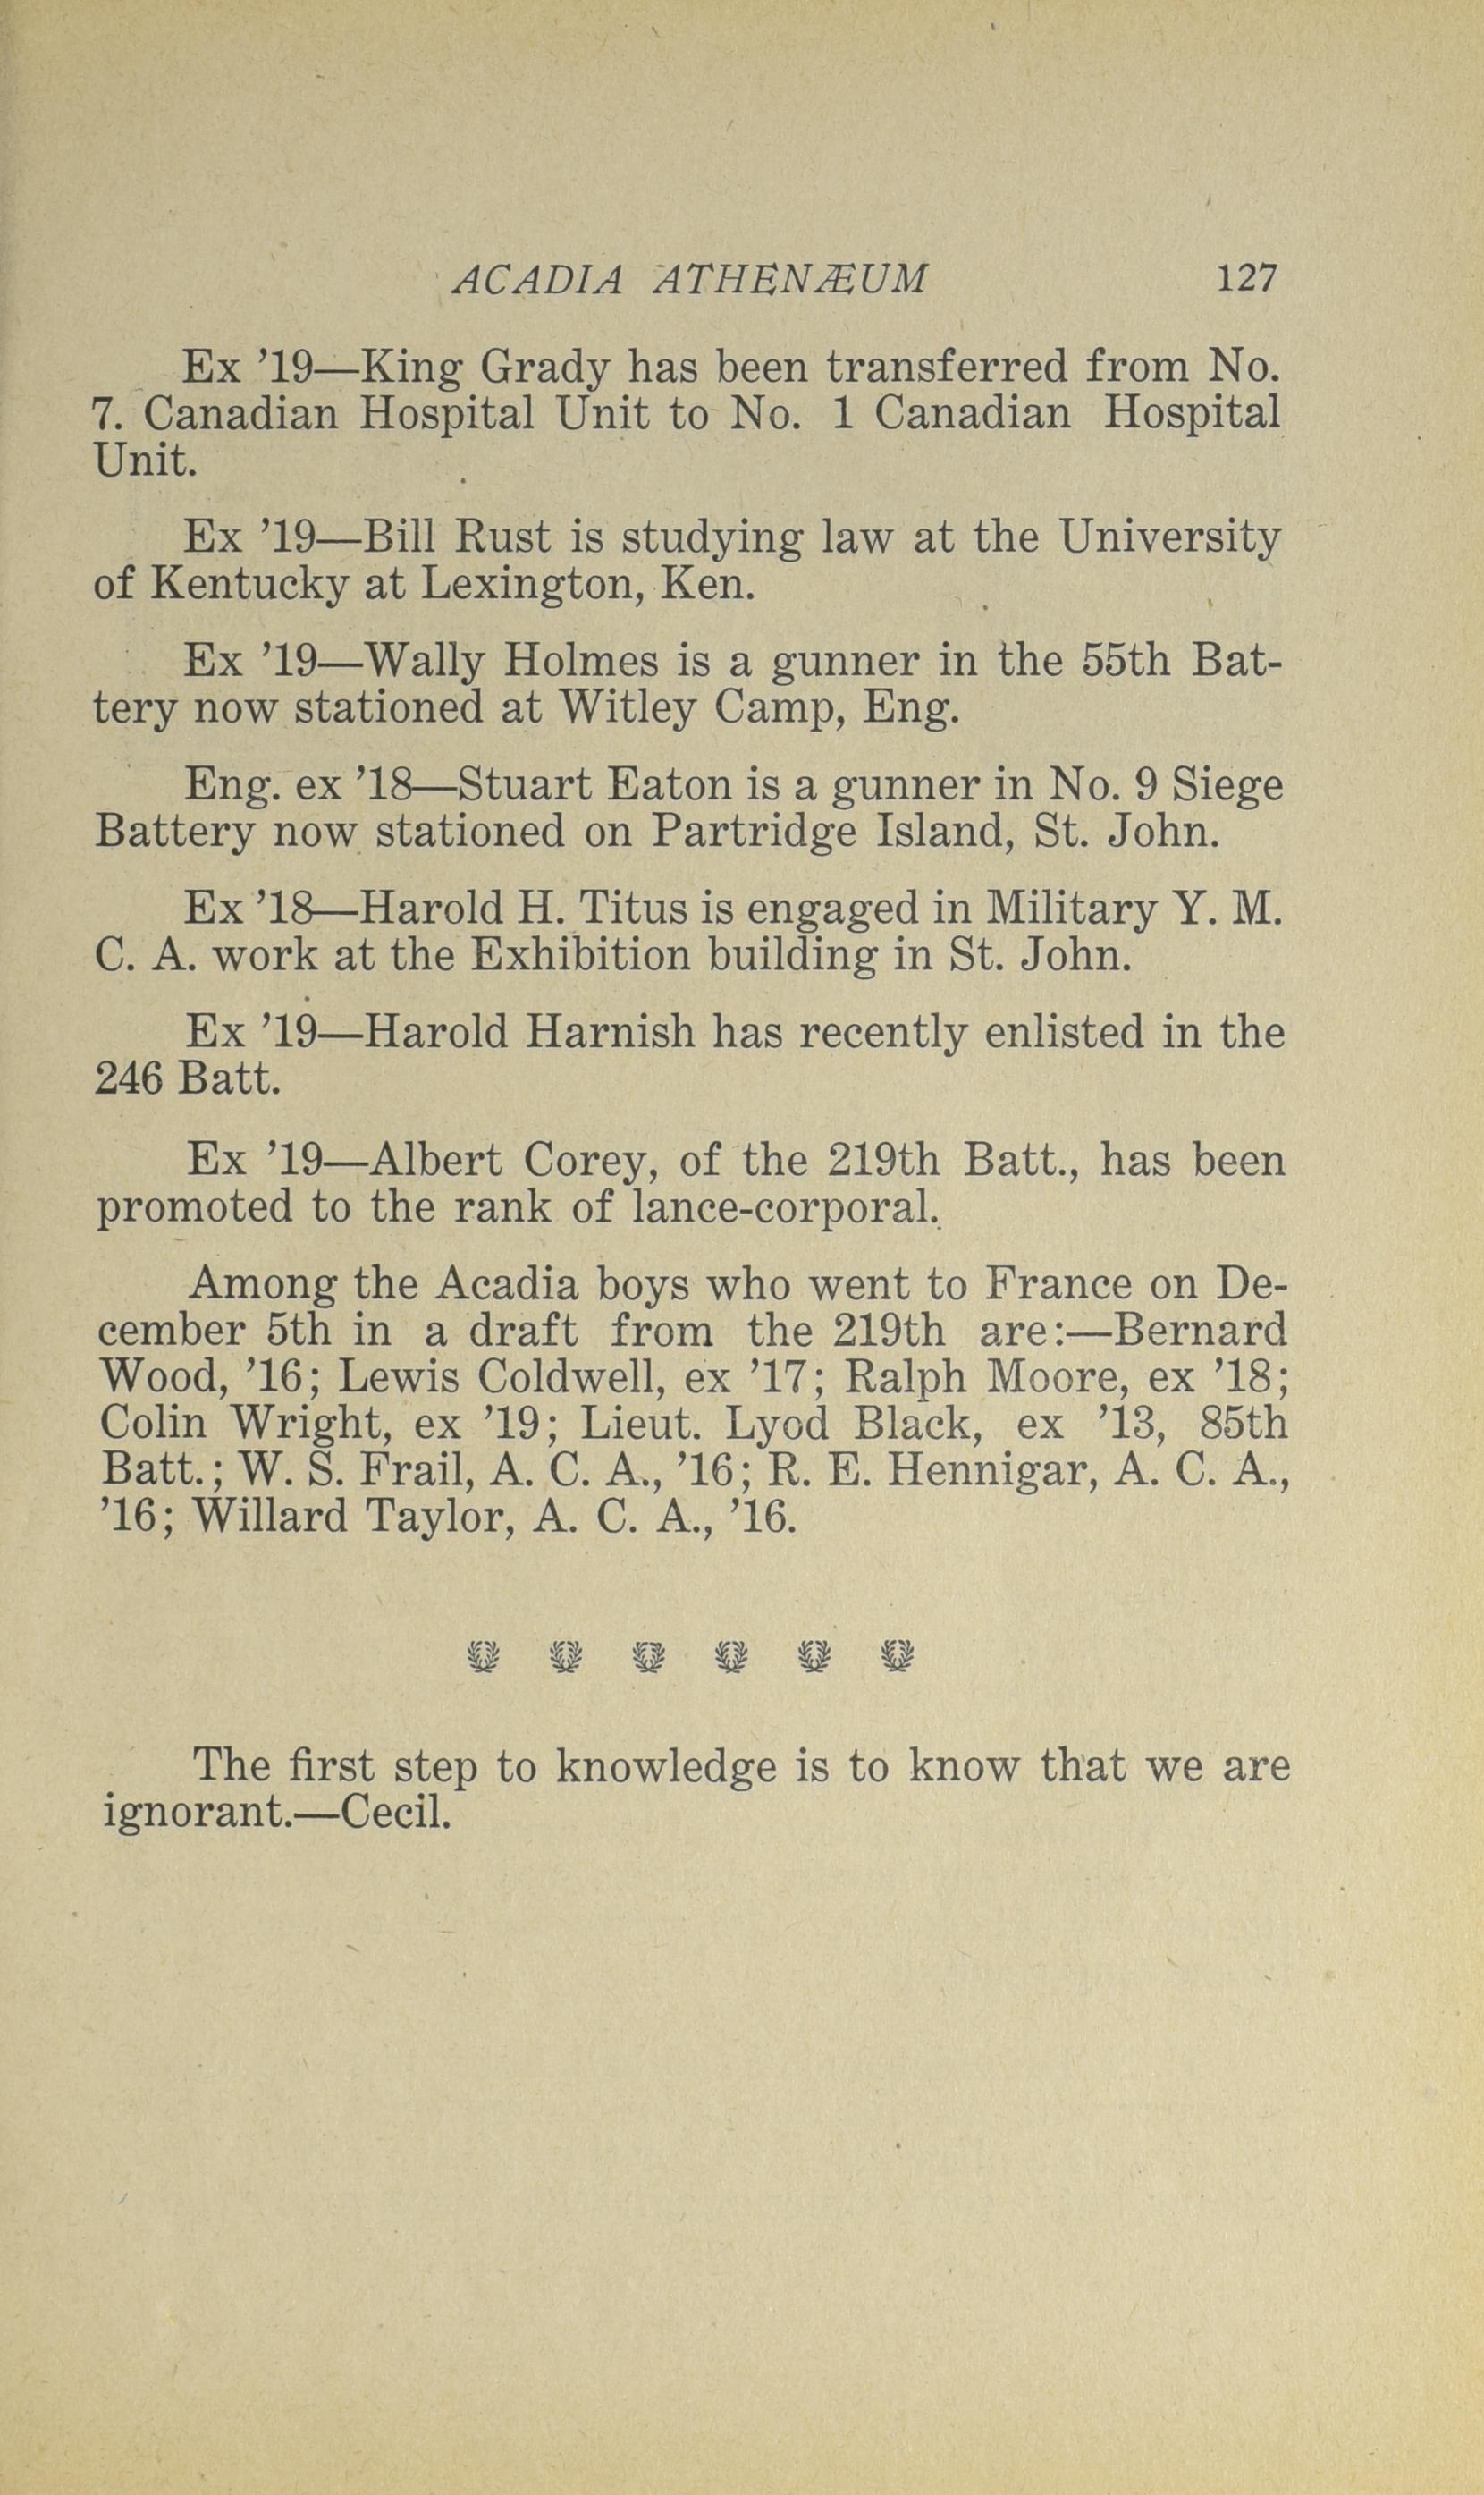 ACADIA ATHENÆUM 127
Ex ’19—King Grady has been transferred from No.
7. Canadian Hospital Unit to No. 1 Canadian Hospital
Unit.
Ex ’19—Bill Rust is studying law at the University
of Kentucky at Lexington, Ken.
Ex ’19—Wally Holmes is a gunner in the 55th Bat-
tery now stationed at Witley Camp, Eng.
Eng. ex ’18—Stuart Eaton is a gunner in No. 9 Siege
Battery now stationed on Partridge Island, St. John.
Ex ’18—Harold H. Titus is engaged in Military Y. M.
C. A. work at the Exhibition building in St. John.
Ex ’19—Harold Harnish has recently enlisted in the
246 Batt.
Ex ’19—Albert Corey, of the 219th Batt., has been
promoted to the rank of lance-corporal.
Among the Acadia boys who went to France on De-
cember 5th in a draft from the 219th are:—Bernard
Wood, ’16; Lewis Coldwell, ex ’17; Ralph Moore, ex ’18;
Colin Wright, ex ’19; Lieut. Lyod Black, ex ’13, 85th
Batt.; W. S. Frail, A. C. A., ’16; R. E. Hennigar, A. C. A.,
’16; Willard Taylor, A. C. A., ’16.
The first step to knowledge is to know that we are
ignorant.—Cecil.